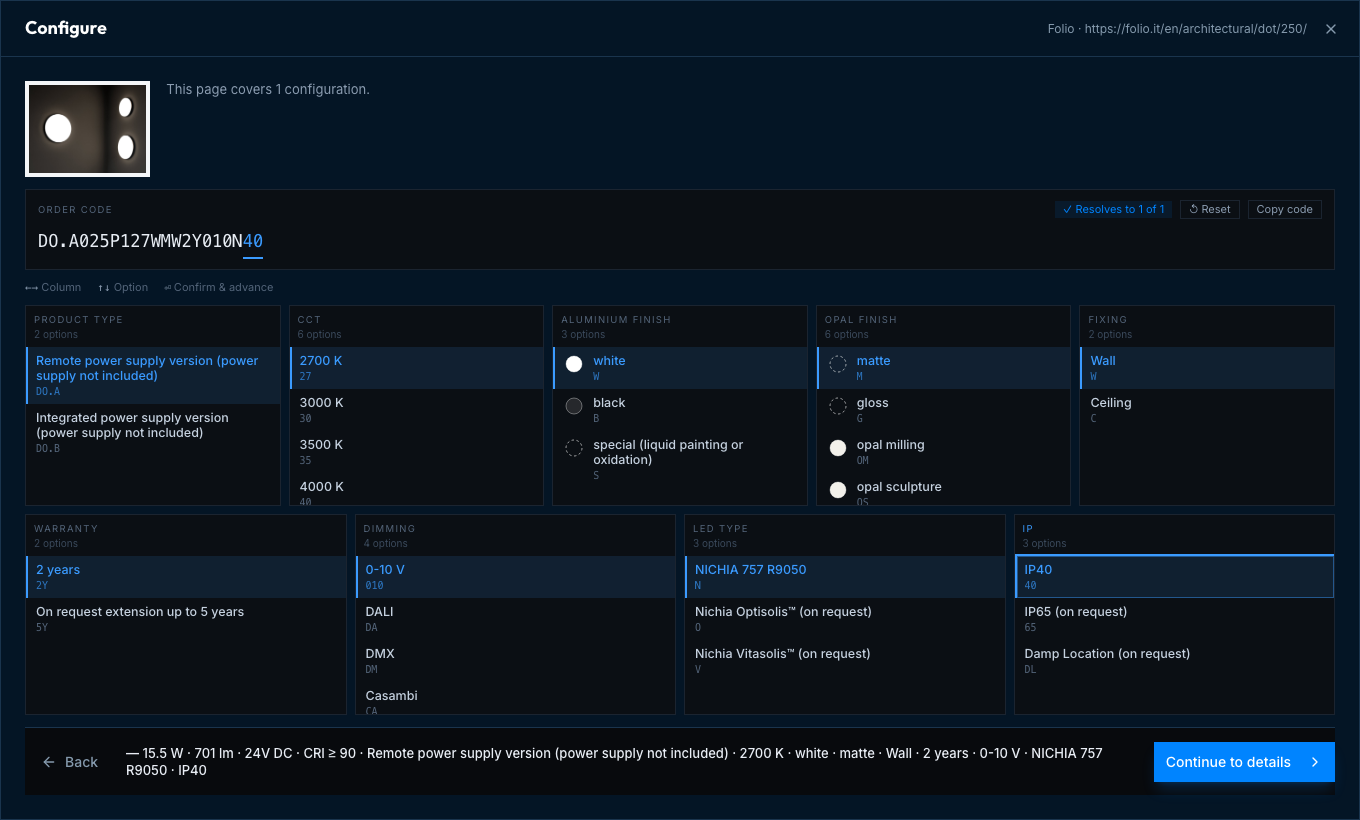 Configure
Folio · https://folio.it/en/architectural/dot/250/
This page covers 1 configuration.
ORDER CODE
✓ Resolves to 1 of 1
Reset
Copy code
DO.A025P127WMW2Y010N40
Column
Option
Confirm & advance
PRODUCT TYPE
2 options
Remote power supply version (power
supply not included)
DO.A
Integrated power supply version
(power supply not included)
DO.B
CCT
6 options
2700 K
27
3000 K
30
3500 K
35
4000 K
40
ALUMINIUM FINISH
3 options
white
W
black
B
special (liquid painting or
oxidation)
S
OPAL FINISH
6 options
matte
M
gloss
G
opal milling
OM
opal sculpture
OS
FIXING
2 options
Wall
W
Ceiling
C
WARRANTY
2 options
2 years
2Y
On request extension up to 5 years
5Y
DIMMING
4 options
0-10 V
010
DALI
DA
DMX
DM
Casambi
CA
LED TYPE
3 options
NICHIA 757 R9050
N
Nichia Optisolis™ (on request)
O
Nichia Vitasolis™ (on request)
V
IP
3 options
IP40
40
IP65 (on request)
65
Damp Location (on request)
DL
Back
— 15.5 W · 701 lm · 24V DC · CRI ≥ 90 · Remote power supply version (power supply not included) · 2700 K · white · matte · Wall · 2 years · 0-10 V · NICHIA 757
R9050 · IP40
Continue to details